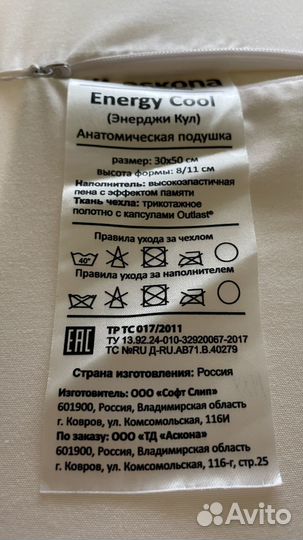 askona
Energy Cool
(Энерджи Кул)
Анатомическая подушка
размер: 30х50 см
высота формы: 8/11 см
Наполнитель: высокоэластичная
пена с эффектом памяти
Ткань чехла: трикотажное
полотно с капсулами Outlast®
Правила ухода за чехлом
40°
Правила ухода за наполнителем
EAC
ТР ТС 017/2011
ТУ 13.92.24-010-32920067-2017
ТС №RU Д-RU.АВ71.В.40279
Страна изготовления: Россия
Изготовитель: ООО «Софт Слип»
601900, Россия, Владимирская область
г. Ковров, ул. Комсомольская, 116И
По заказу: ООО «ТД «Аскона»
601900, Россия, Владимирская область
г. Ковров, ул. Комсомольская, 116-г, стр.25
Avito